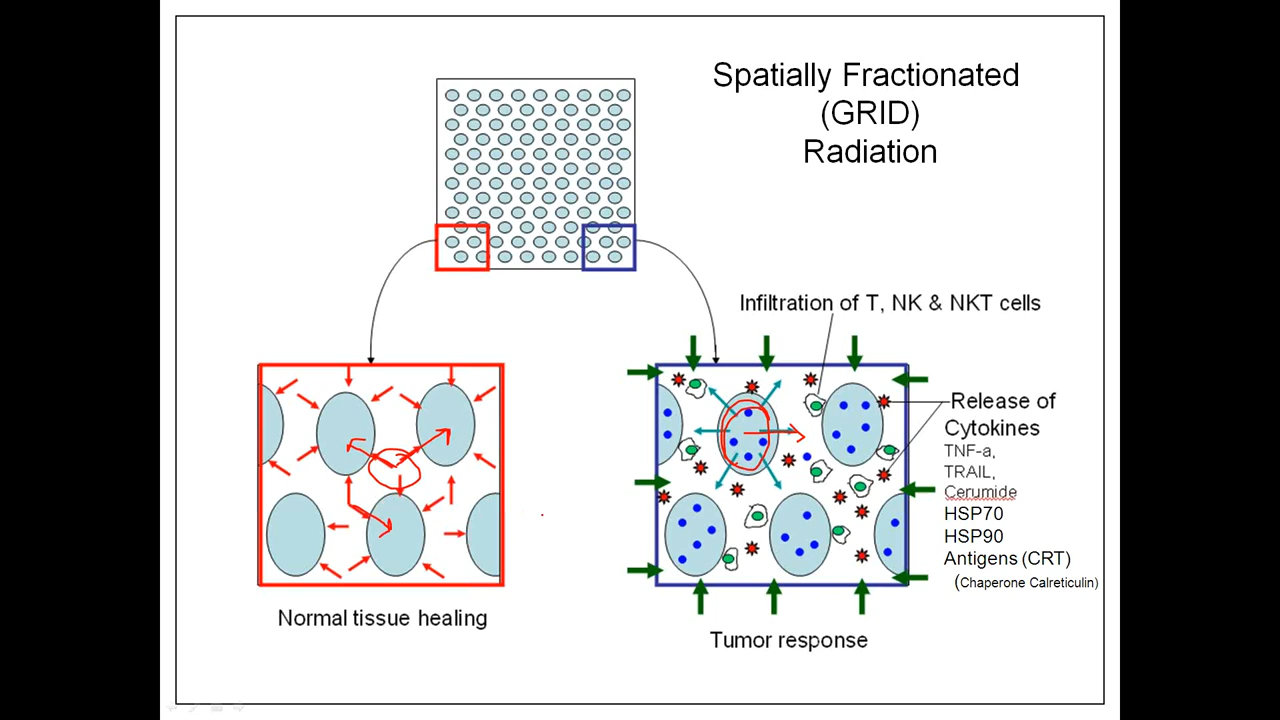 Spatially Fractionated
(GRID)
Radiation
Infiltration of T, NK & NKT cells
Release of
Cytokines
TNF-a,
TRAIL,
Cerumide
HSP70
HSP90
Antigens (CRT)
(Chaperone Calreticulin)
Normal tissue healing
Tumor response